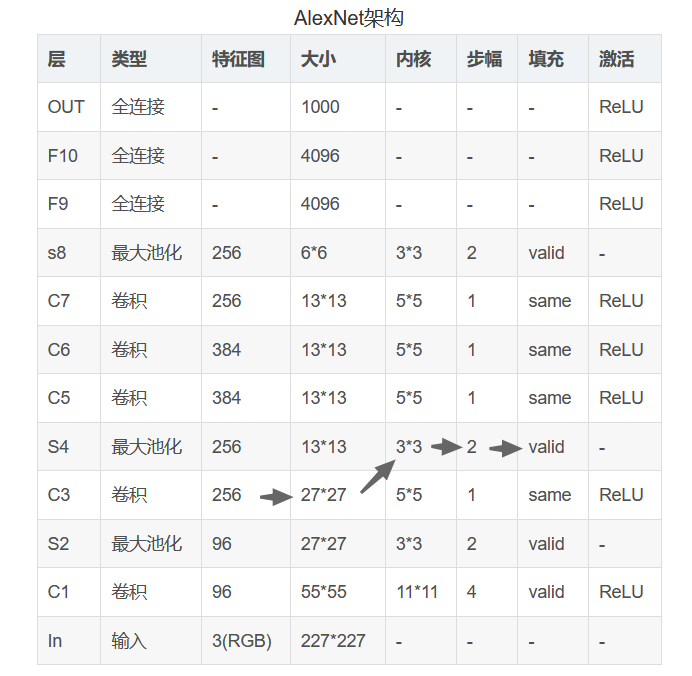 AlexNet架构
层 类型 特征图 大小 内核 步幅 填充 激活
OUT 全连接 - 1000 - - - ReLU
F10 全连接 - 4096 - - - ReLU
F9 全连接 - 4096 - - - ReLU
s8 最大池化 256 6*6 3*3 2 valid -
C7 卷积 256 13*13 5*5 1 same ReLU
C6 卷积 384 13*13 5*5 1 same ReLU
C5 卷积 384 13*13 5*5 1 same ReLU
S4 最大池化 256 13*13 3*3 2 valid -
C3 卷积 256 27*27 5*5 1 same ReLU
S2 最大池化 96 27*27 3*3 2 valid -
C1 卷积 96 55*55 11*11 4 valid ReLU
In 输入 3(RGB) 227*227 - - - -